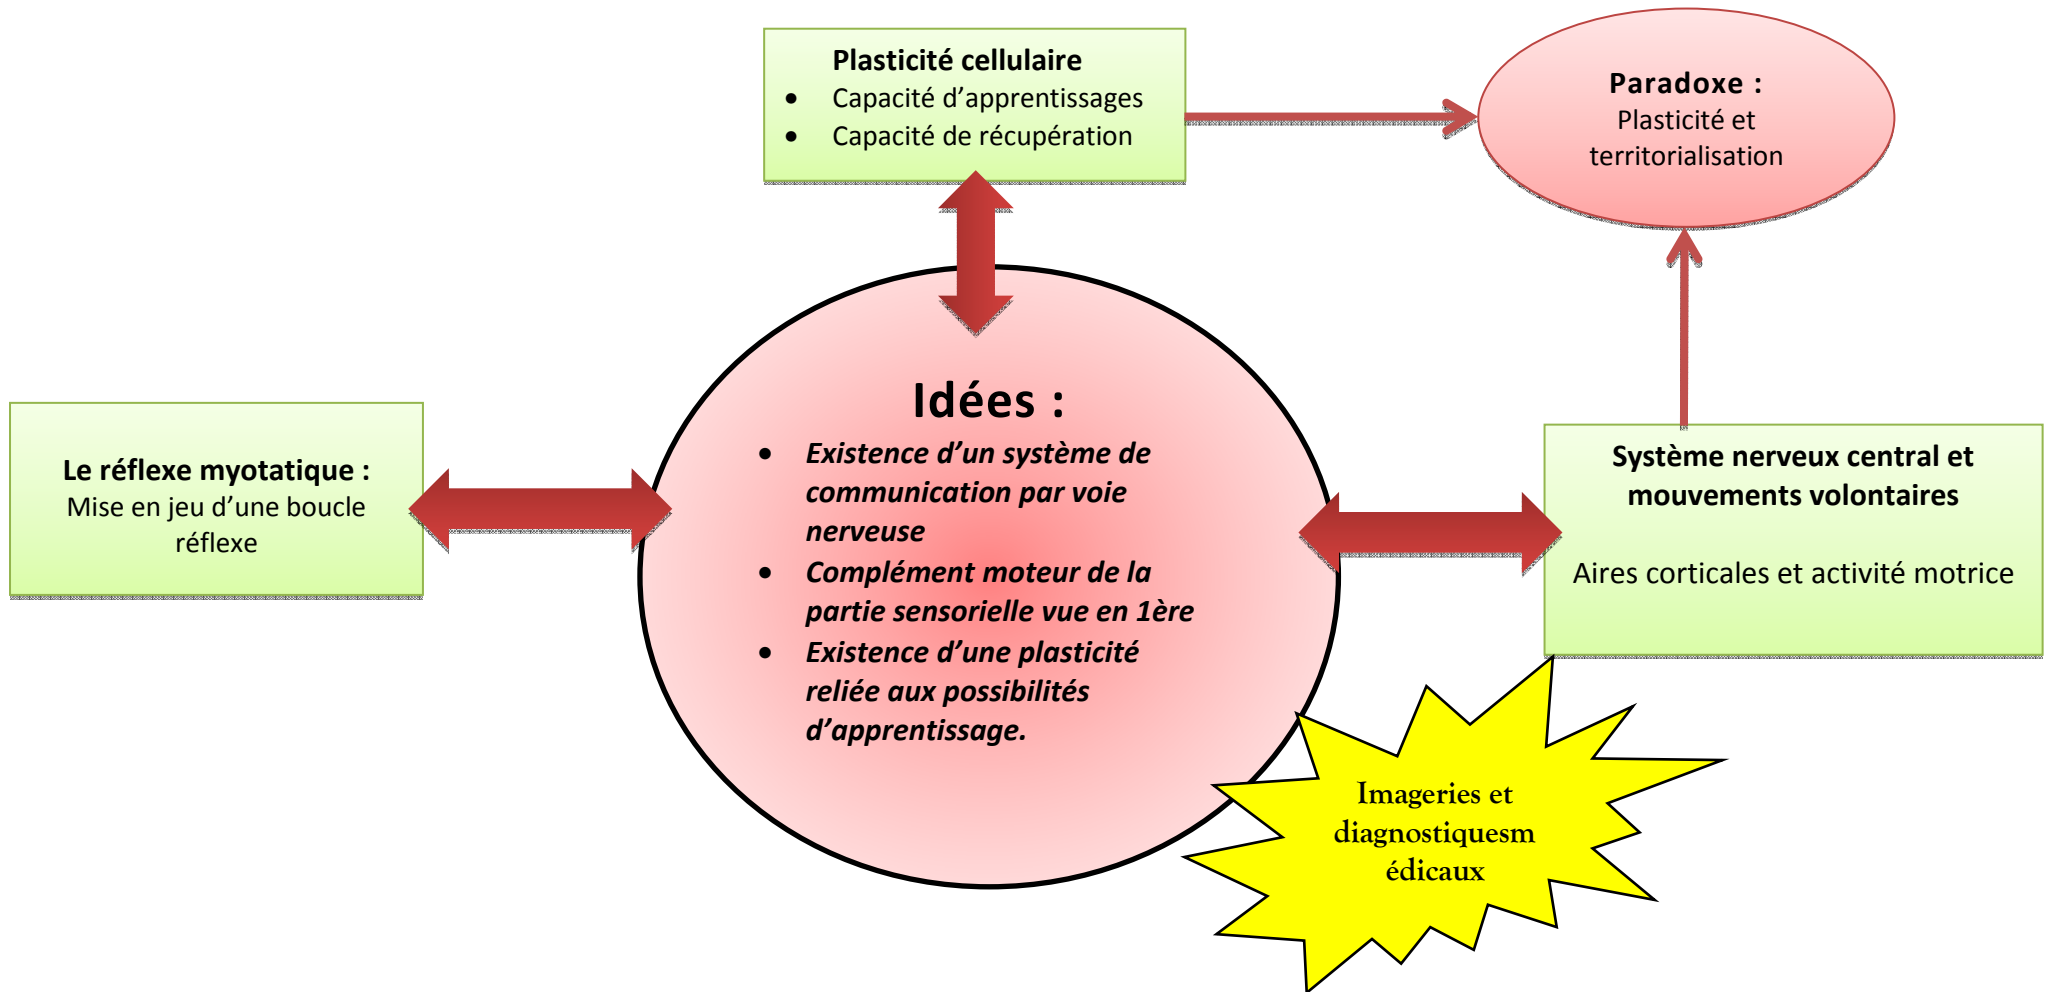 Plasticité cellulaire
• Capacité d’apprentissages
• Capacité de récupération
Paradoxe :
Plasticité et
territorialisation
Idées :
• Existence d’un système de
communication par voie
nerveuse
• Complément moteur de la
partie sensorielle vue en 1ère
• Existence d’une plasticité
reliée aux possibilités
d’apprentissage.
Le réflexe myotatique :
Mise en jeu d’une boucle
réflexe
Système nerveux central et
mouvements volontaires
Aires corticales et activité motrice
Imageries et
diagnostiquesm
édicaux